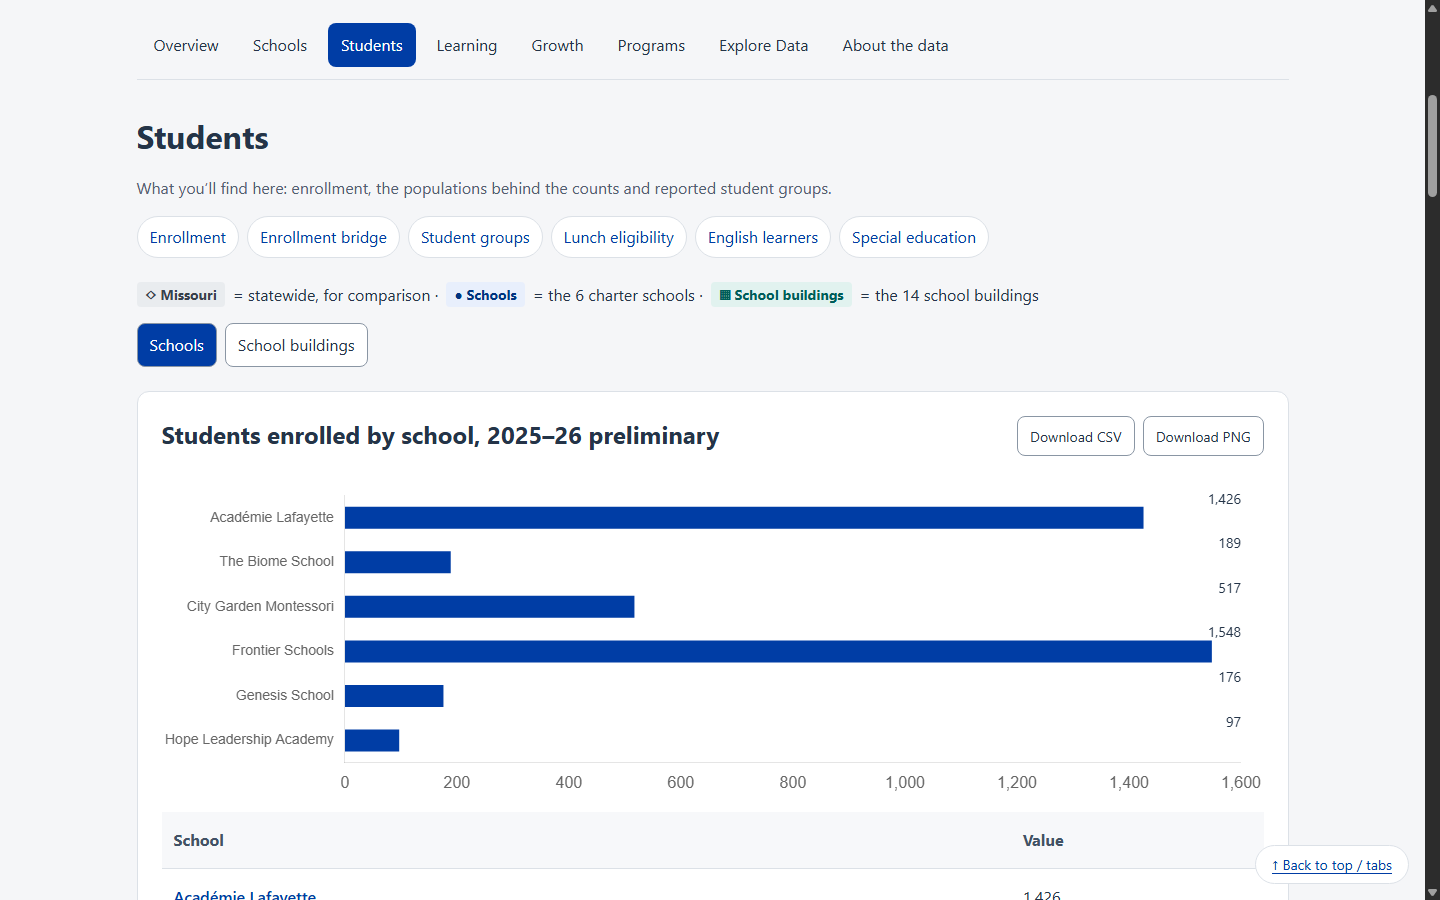 Overview Schools Students Learning Growth Programs Explore Data About the data
Students
What you'll find here: enrollment, the populations behind the counts and reported student groups.
Enrollment Enrollment bridge Student groups Lunch eligibility English learners Special education
◇ Missouri = statewide, for comparison · ● Schools = the 6 charter schools · ▦ School buildings = the 14 school buildings
Schools School buildings
Students enrolled by school, 2025–26 preliminary Download CSV Download PNG
Académie Lafayette 1,426
The Biome School 189
City Garden Montessori 517
Frontier Schools 1,548
Genesis School 176
Hope Leadership Academy 97
0 200 400 600 800 1,000 1,200 1,400 1,600
School Value
↑ Back to top / tabs
Académie Lafayette 1,426